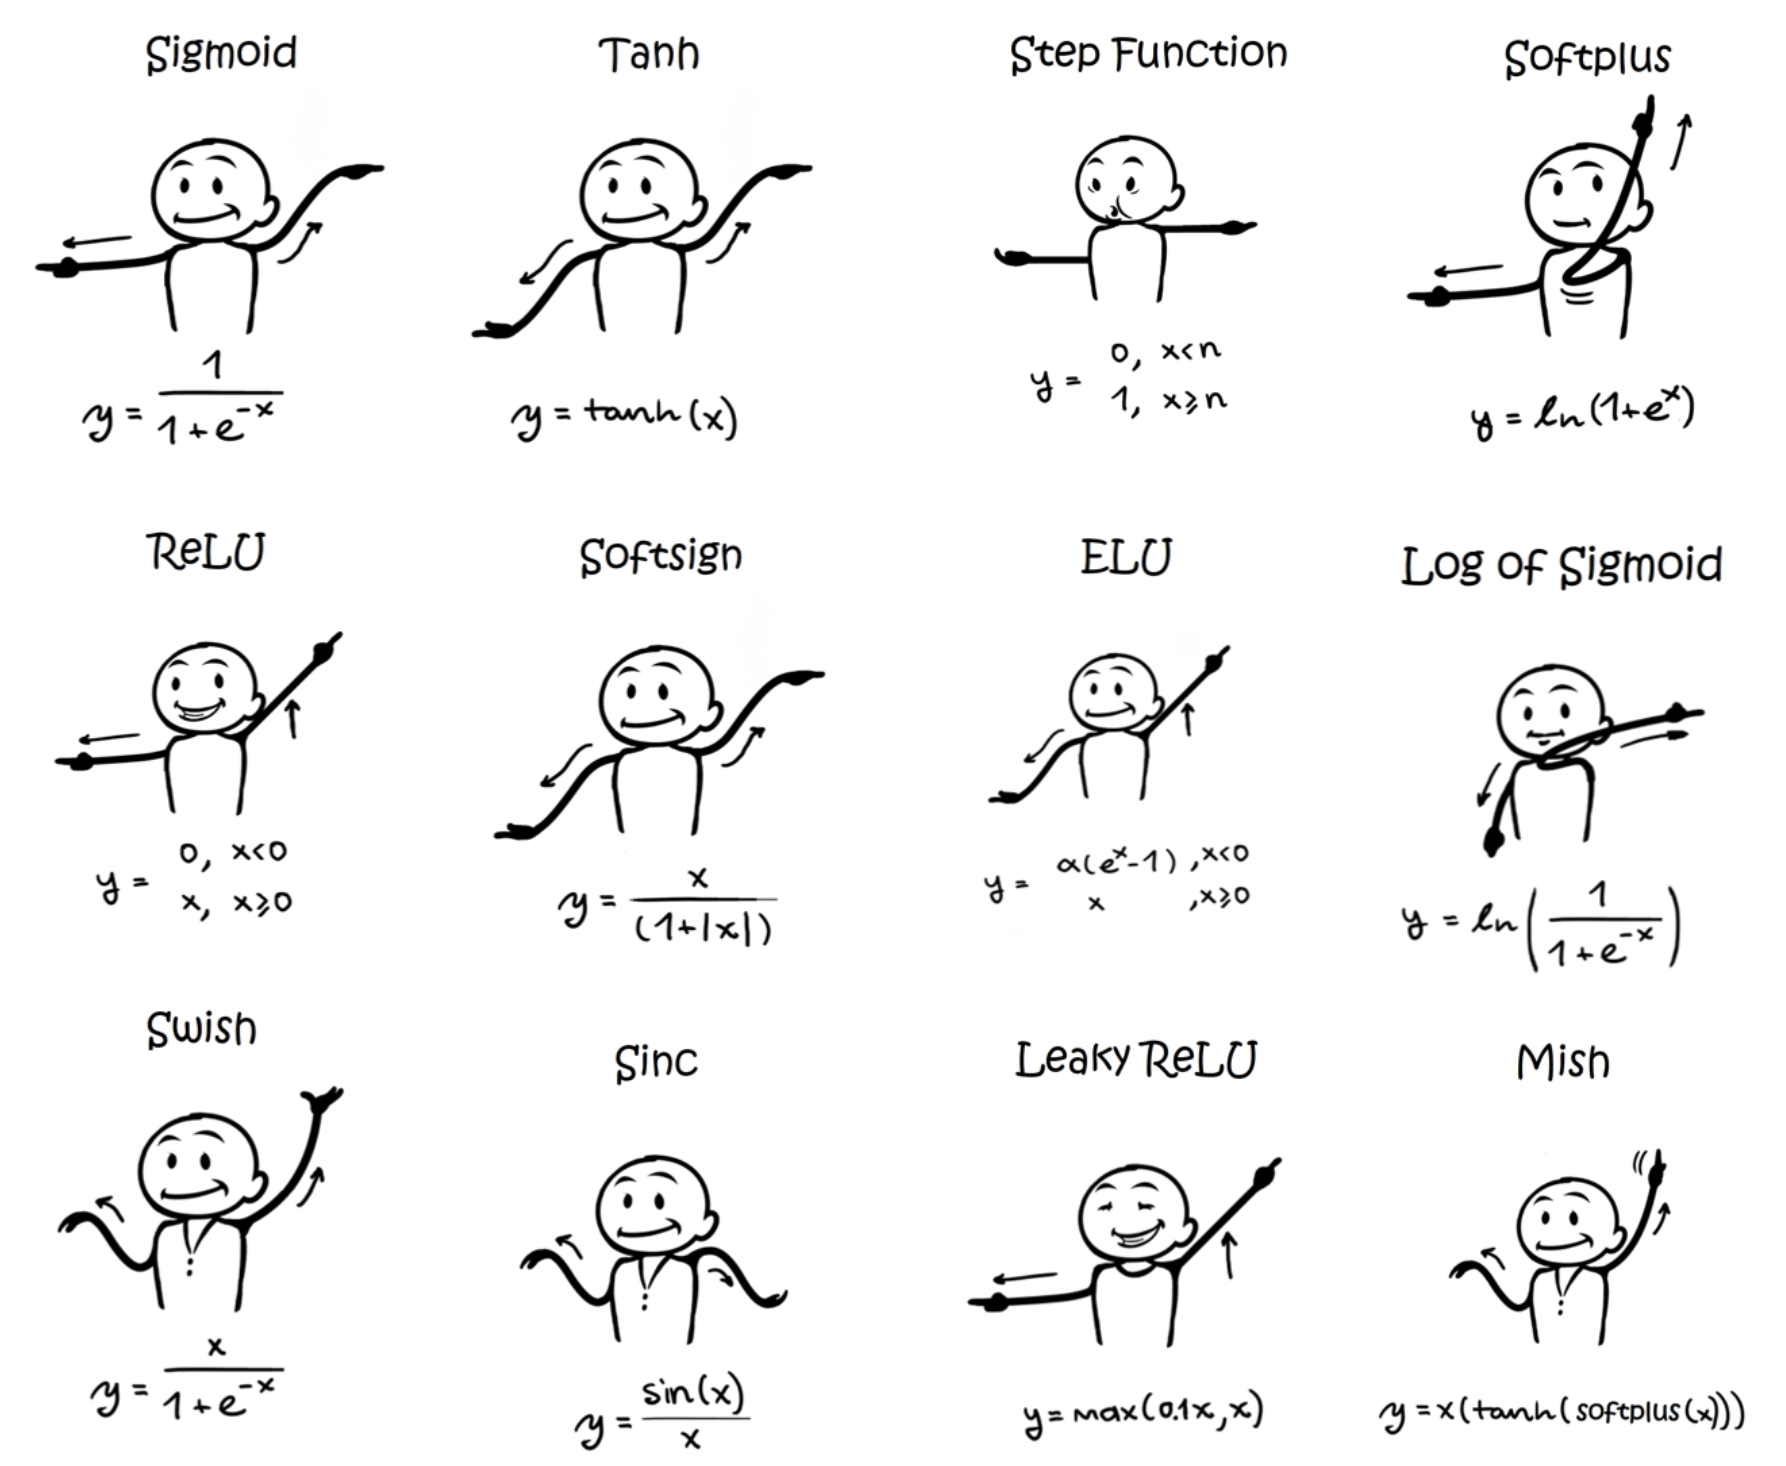 Sigmoid
Tanh
Step Function
Softplus
y = 1 / 1+e^-x
y = tanh(x)
y = 0, x<n
1, x≥n
y = ln(1+e^x)
ReLU
Softsign
ELU
Log of Sigmoid
y = 0, x<0
x, x≥0
y = x / (1+|x|)
y = α(e^x-1), x<0
x, x≥0
y = ln(1 / 1+e^-x)
Swish
Sinc
Leaky ReLU
Mish
y = x / 1+e^-x
y = sin(x) / x
y = max(0.1x, x)
y = x(tanh(softplus(x)))